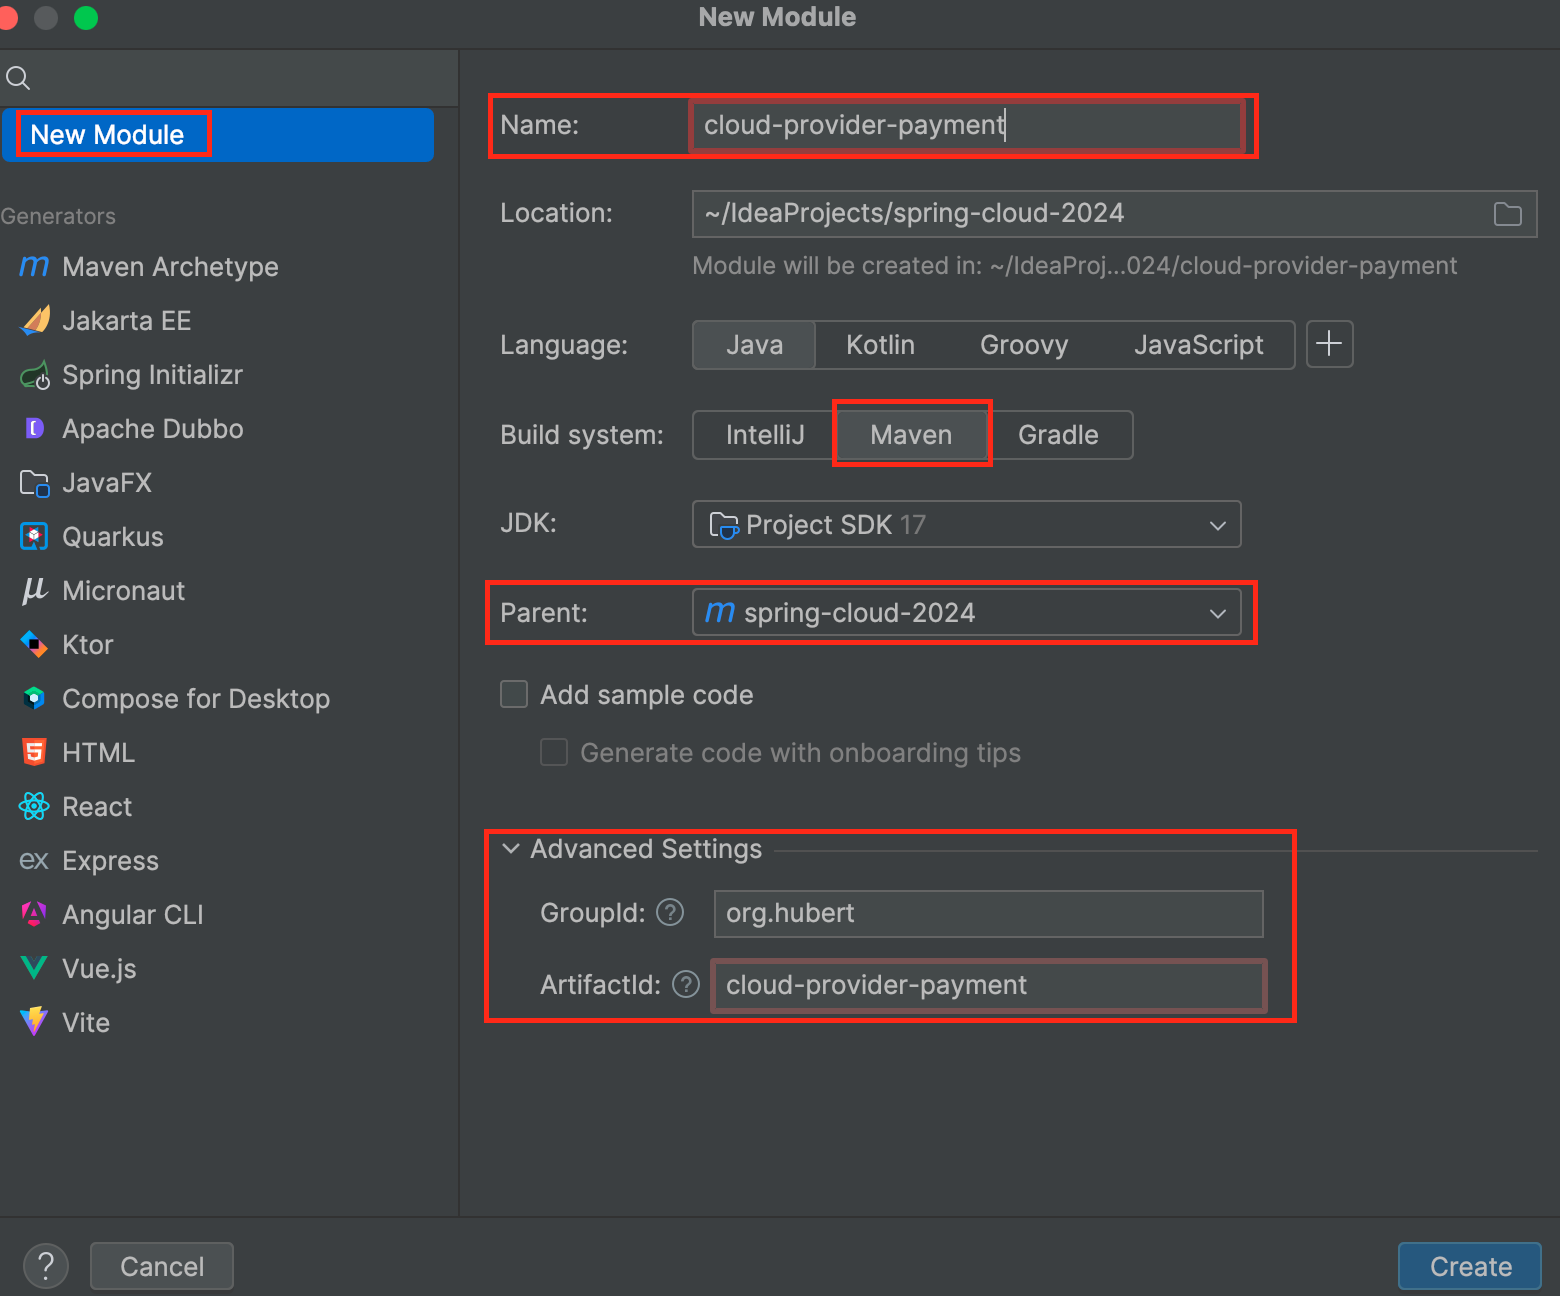 New Module
New Module
Generators
Maven Archetype
Jakarta EE
Spring Initializr
Apache Dubbo
JavaFX
Quarkus
Micronaut
Ktor
Compose for Desktop
HTML
React
ex Express
Angular CLI
Vue.js
Vite
Name: cloud-provider-payment
Location: ~/IdeaProjects/spring-cloud-2024
Module will be created in: ~/IdeaProj...024/cloud-provider-payment
Language: Java Kotlin Groovy JavaScript
Build system: IntelliJ Maven Gradle
JDK: Project SDK 17
Parent: m spring-cloud-2024
Add sample code
Generate code with onboarding tips
Advanced Settings
GroupId: ? org.hubert
ArtifactId: ? cloud-provider-payment
? Cancel Create